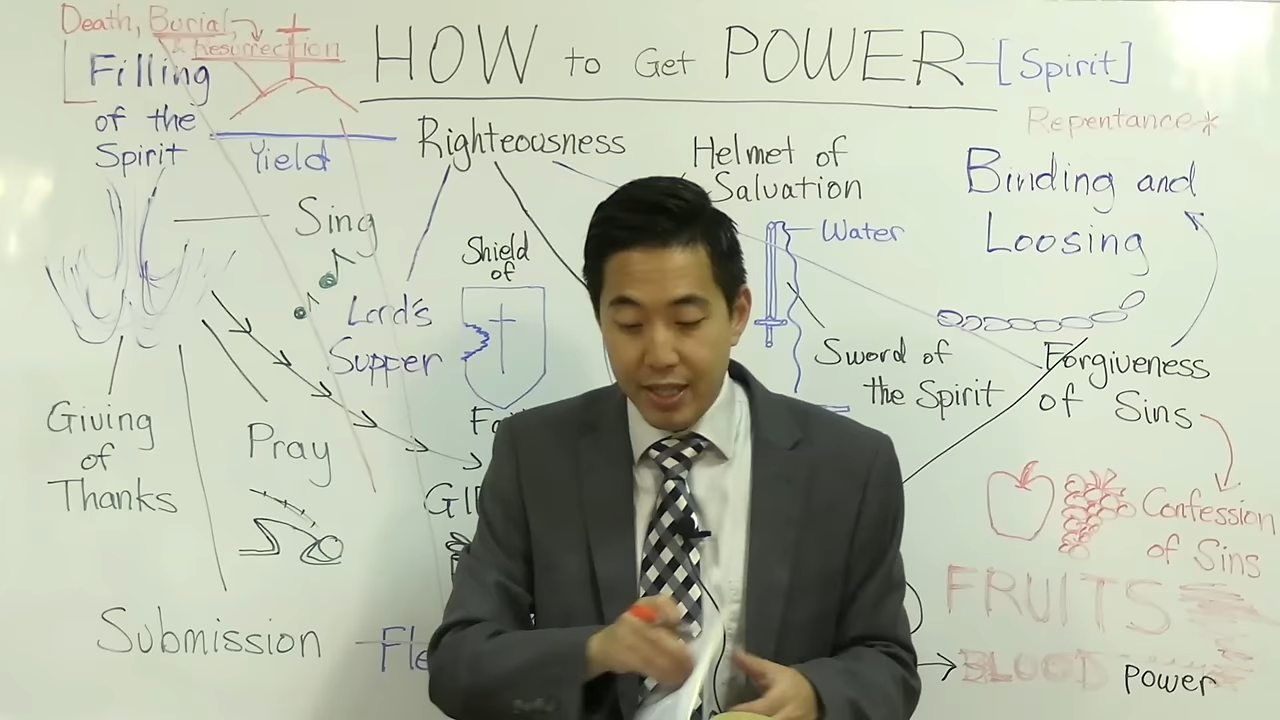 Death, Burial,
& Resurrection
HOW to Get POWER - [Spirit]
Filling
of the
Spirit
Yield
Righteousness
Helmet of
Salvation
Repentance*
Binding and
Loosing
Sing
Shield
of
Water
Lord's
Supper
Sword of
the Spirit
Forgiveness
of Sins
Giving
of
Thanks
Pray
Confession
of Sins
FRUITS
Submission
BLOOD Power